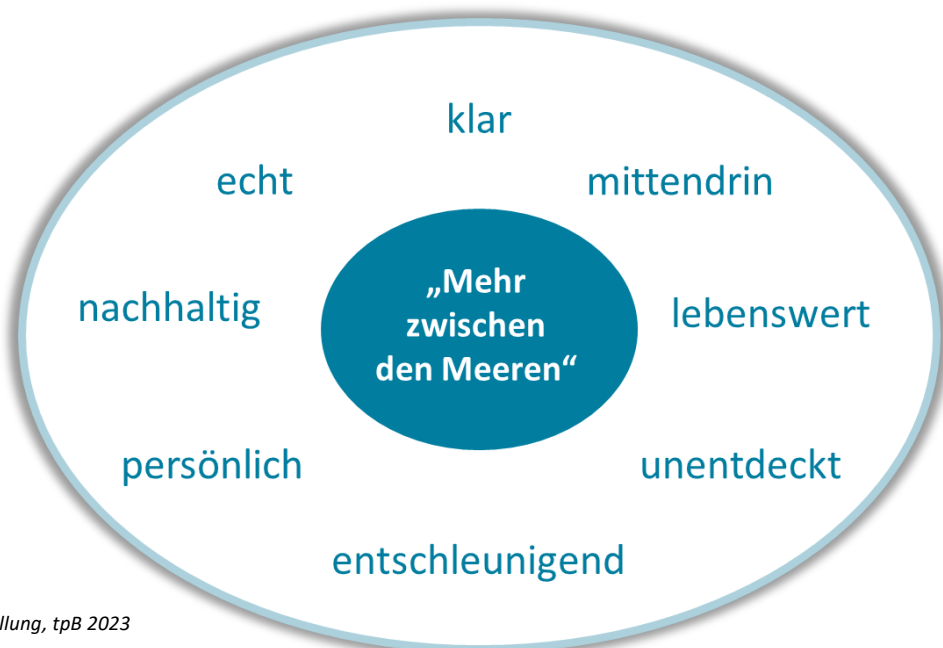 klar
echt
mittendrin
„Mehr
zwischen
den Meeren“
nachhaltig
lebenswert
persönlich
unentdeckt
entschleunigend
llung, tpB 2023